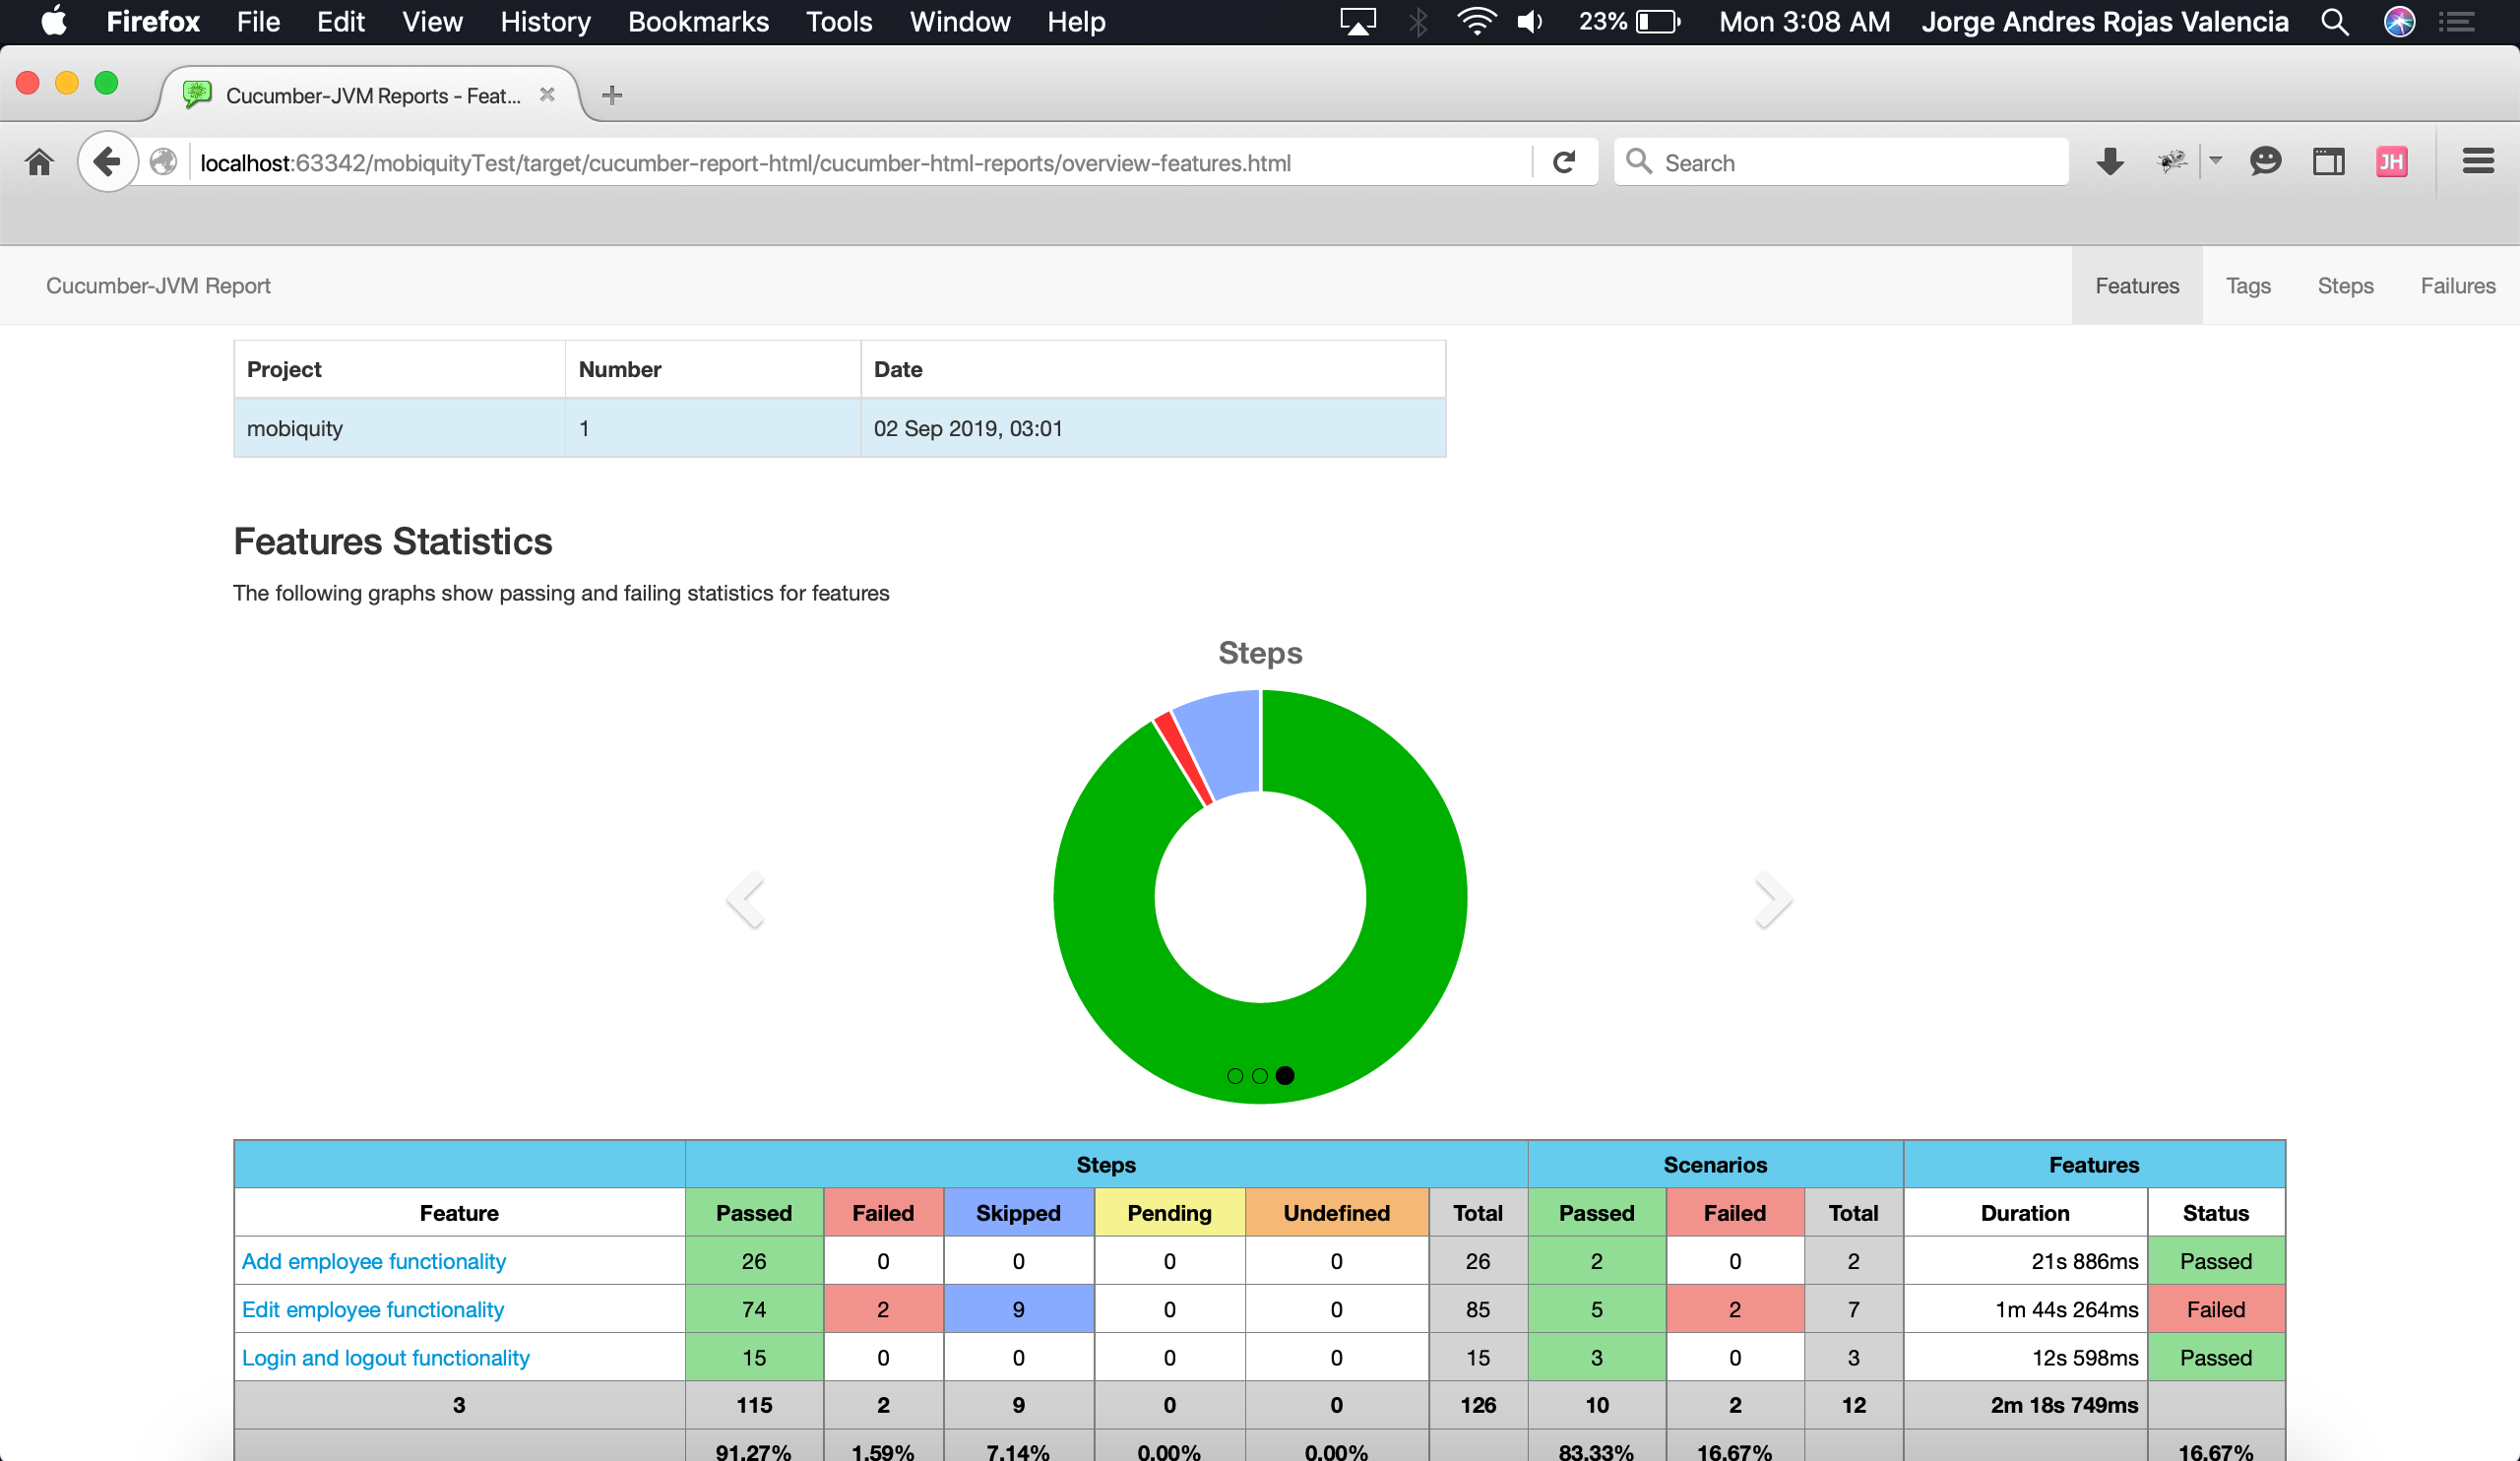 Firefox File Edit View History Bookmarks Tools Window Help 23% Mon 3:08 AM Jorge Andres Rojas Valencia
Cucumber-JVM Reports - Feat...
localhost:63342/mobiquityTest/target/cucumber-report-html/cucumber-html-reports/overview-features.html Search JH
Cucumber-JVM Report Features Tags Steps Failures
Project Number Date
mobiquity 1 02 Sep 2019, 03:01
Features Statistics
The following graphs show passing and failing statistics for features
Steps
Steps Scenarios Features
Feature Passed Failed Skipped Pending Undefined Total Passed Failed Total Duration Status
Add employee functionality 26 0 0 0 0 26 2 0 2 21s 886ms Passed
Edit employee functionality 74 2 9 0 0 85 5 2 7 1m 44s 264ms Failed
Login and logout functionality 15 0 0 0 0 15 3 0 3 12s 598ms Passed
3 115 2 9 0 0 126 10 2 12 2m 18s 749ms
91.27% 1.59% 7.14% 0.00% 0.00% 83.33% 16.67% 16.67%